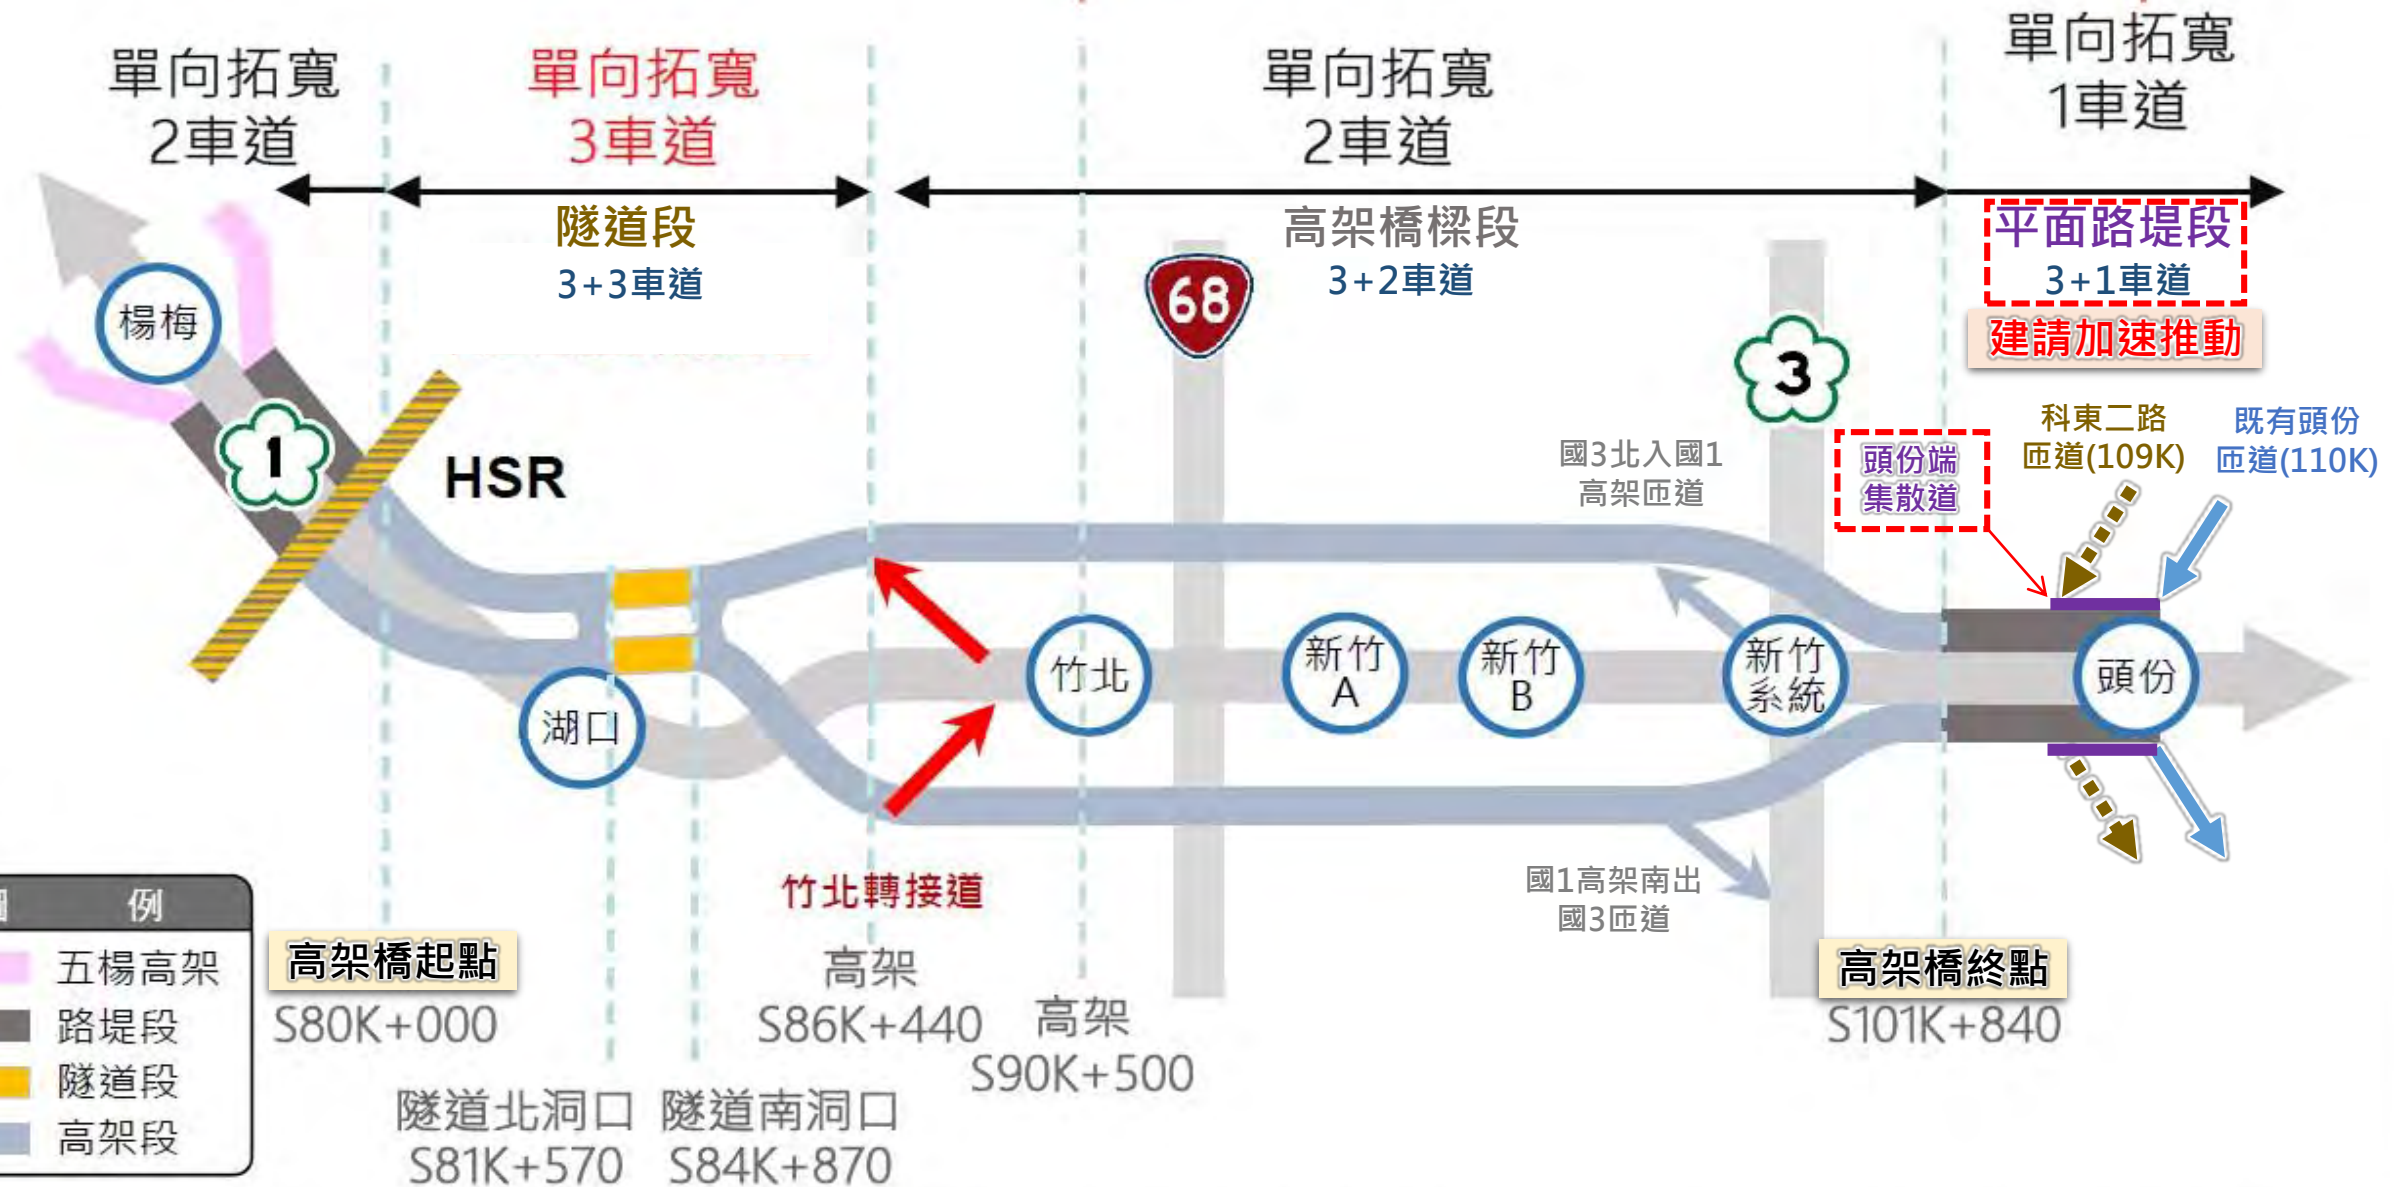 單向拓寬
2車道
單向拓寬
3車道
單向拓寬
2車道
單向拓寬
1車道
隧道段
3+3車道
高架橋樑段
3+2車道
平面路堤段
3+1車道
建請加速推動
楊梅
1
HSR
68
3
國3北入國1
高架匝道
頭份端
集散道
科東二路
匝道(109K)
既有頭份
匝道(110K)
湖口
竹北
新竹
A
新竹
B
新竹
系統
頭份
竹北轉接道
國1高架南出
國3匝道
例
五楊高架
路堤段
隧道段
高架段
高架橋起點
S80K+000
隧道北洞口
S81K+570
隧道南洞口
S84K+870
高架
S86K+440
高架
S90K+500
高架橋終點
S101K+840